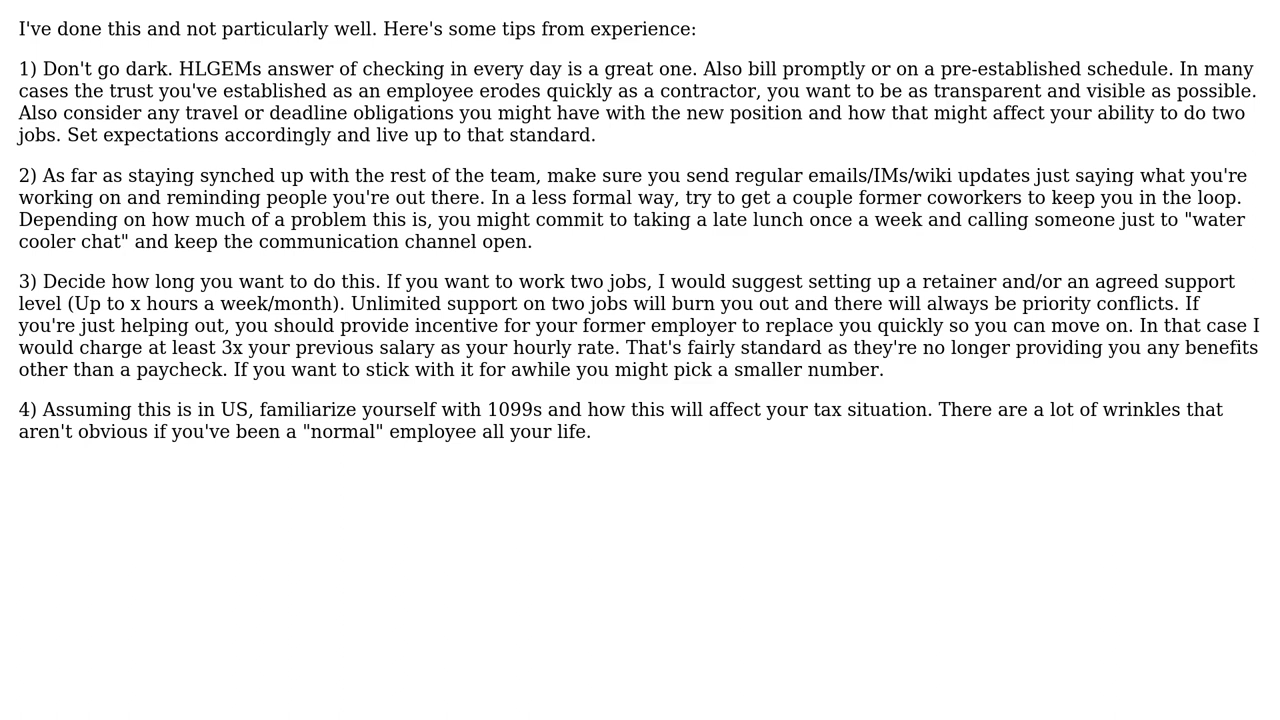 I've done this and not particularly well. Here's some tips from experience:
1) Don't go dark. HLGEMs answer of checking in every day is a great one. Also bill promptly or on a pre-established schedule. In many
cases the trust you've established as an employee erodes quickly as a contractor, you want to be as transparent and visible as possible.
Also consider any travel or deadline obligations you might have with the new position and how that might affect your ability to do two
jobs. Set expectations accordingly and live up to that standard.
2) As far as staying synched up with the rest of the team, make sure you send regular emails/IMs/wiki updates just saying what you're
working on and reminding people you're out there. In a less formal way, try to get a couple former coworkers to keep you in the loop.
Depending on how much of a problem this is, you might commit to taking a late lunch once a week and calling someone just to "water
cooler chat" and keep the communication channel open.
3) Decide how long you want to do this. If you want to work two jobs, I would suggest setting up a retainer and/or an agreed support
level (Up to x hours a week/month). Unlimited support on two jobs will burn you out and there will always be priority conflicts. If
you're just helping out, you should provide incentive for your former employer to replace you quickly so you can move on. In that case I
would charge at least 3x your previous salary as your hourly rate. That's fairly standard as they're no longer providing you any benefits
other than a paycheck. If you want to stick with it for awhile you might pick a smaller number.
4) Assuming this is in US, familiarize yourself with 1099s and how this will affect your tax situation. There are a lot of wrinkles that
aren't obvious if you've been a "normal" employee all your life.